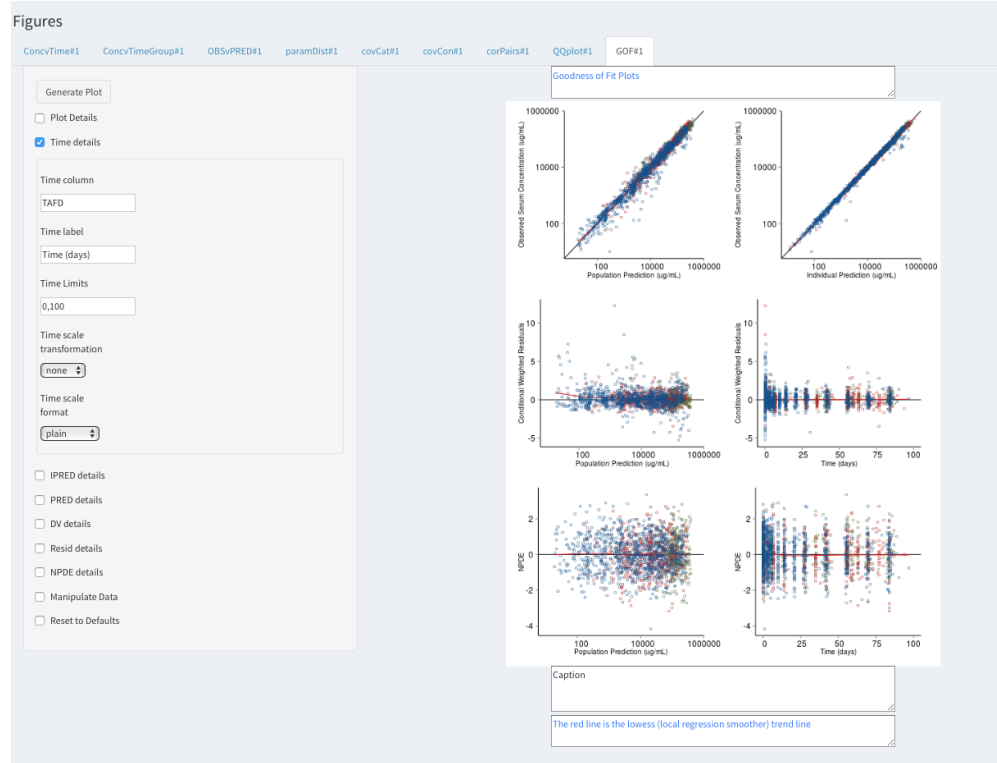 Figures
ConcvTime#1
ConcvTimeGroup#1
OBSvPRED#1
paramDist#1
covCat#1
covCon#1
corPairs#1
QQplot#1
GOF#1
Generate Plot
Plot Details
Time details
Time column
TAFD
Time label
Time (days)
Time Limits
0,100
Time scale
transformation
none
Time scale
format
plain
IPRED details
PRED details
DV details
Resid details
NPDE details
Manipulate Data
Reset to Defaults
Goodness of Fit Plots
Observed Serum Concentration (ug/mL)
1000000
10000
100
100
10000
1000000
Population Prediction (ug/mL)
Observed Serum Concentration (ug/mL)
1000000
10000
100
100
10000
1000000
Individual Prediction (ug/mL)
Conditional Weighted Residuals
10
5
0
-5
100
10000
1000000
Population Prediction (ug/mL)
Conditional Weighted Residuals
10
5
0
-5
0
25
50
75
100
Time (days)
NPDE
2
0
-2
-4
100
10000
1000000
Population Prediction (ug/mL)
NPDE
2
0
-2
-4
0
25
50
75
100
Time (days)
Caption
The red line is the lowess (local regression smoother) trend line